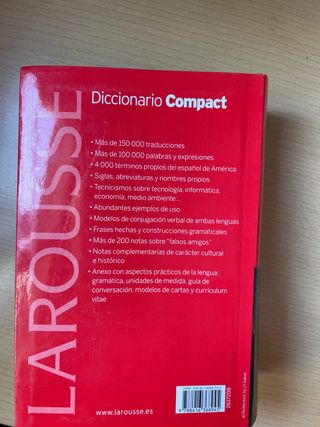 LAROUSSE
Diccionario Compact
• Más de 150 000 traducciones
• Más de 100 000 palabras y expresiones
• 4 000 términos propios del español de América
• Siglas, abreviaturas y nombres propios
• Tecnicismos sobre tecnología, informática,
economía, medio ambiente...
• Abundantes ejemplos de uso
• Modelos de conjugación verbal de ambas lenguas
• Frases hechas y construcciones gramaticales
• Más de 200 notas sobre "falsos amigos"
• Notas complementarias de carácter cultural
e histórico
• Anexo con aspectos prácticos de la lengua:
gramática, unidades de medida, guía de
conversación, modelos de cartas y currículum
vitae
www.larousse.es
9 788416 368945
2617209